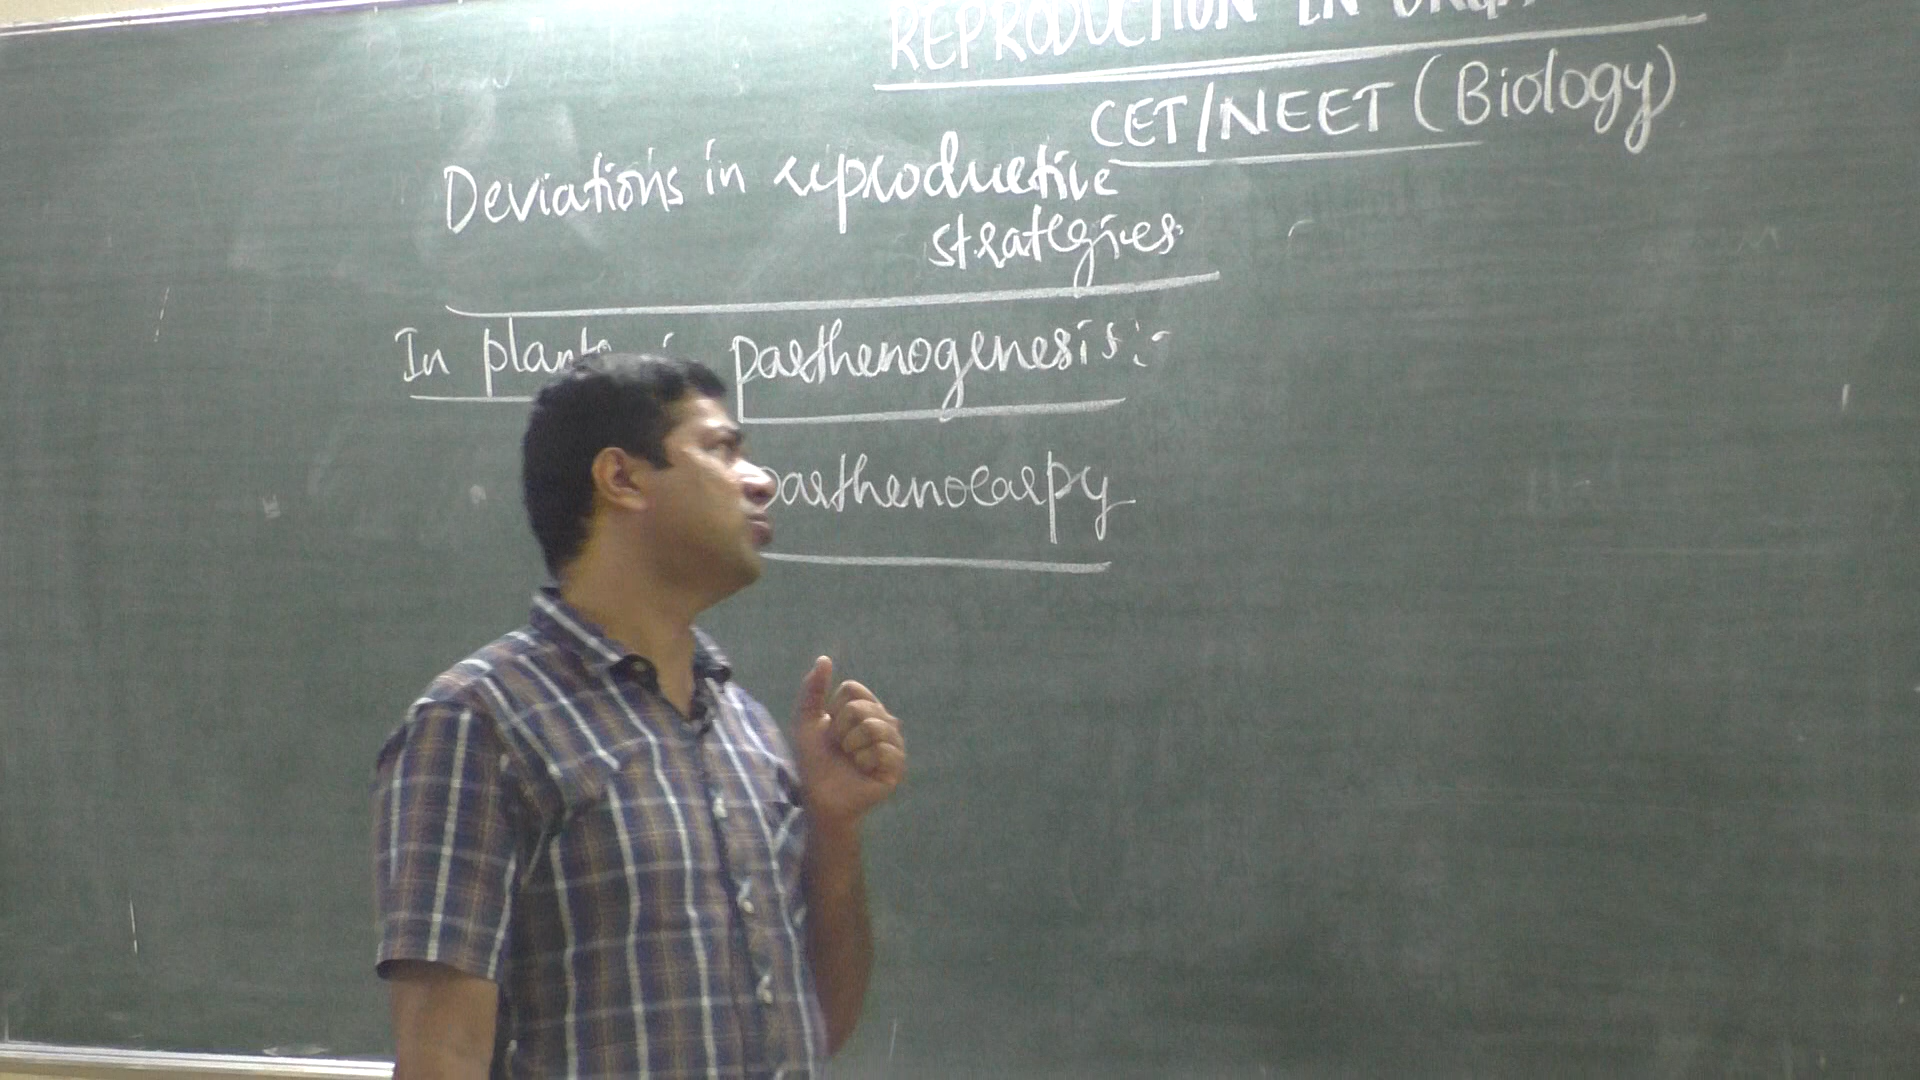 REPRODUCTION IN
CET/NEET (Biology)
Deviations in reproductive
strategies
In plants parthenogenesis:-
parthenocarpy